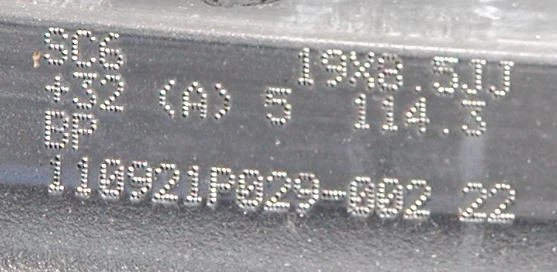 SC6 19X8.5JJ
+32 (A) 5 114.3
BP
110921P029-002 22